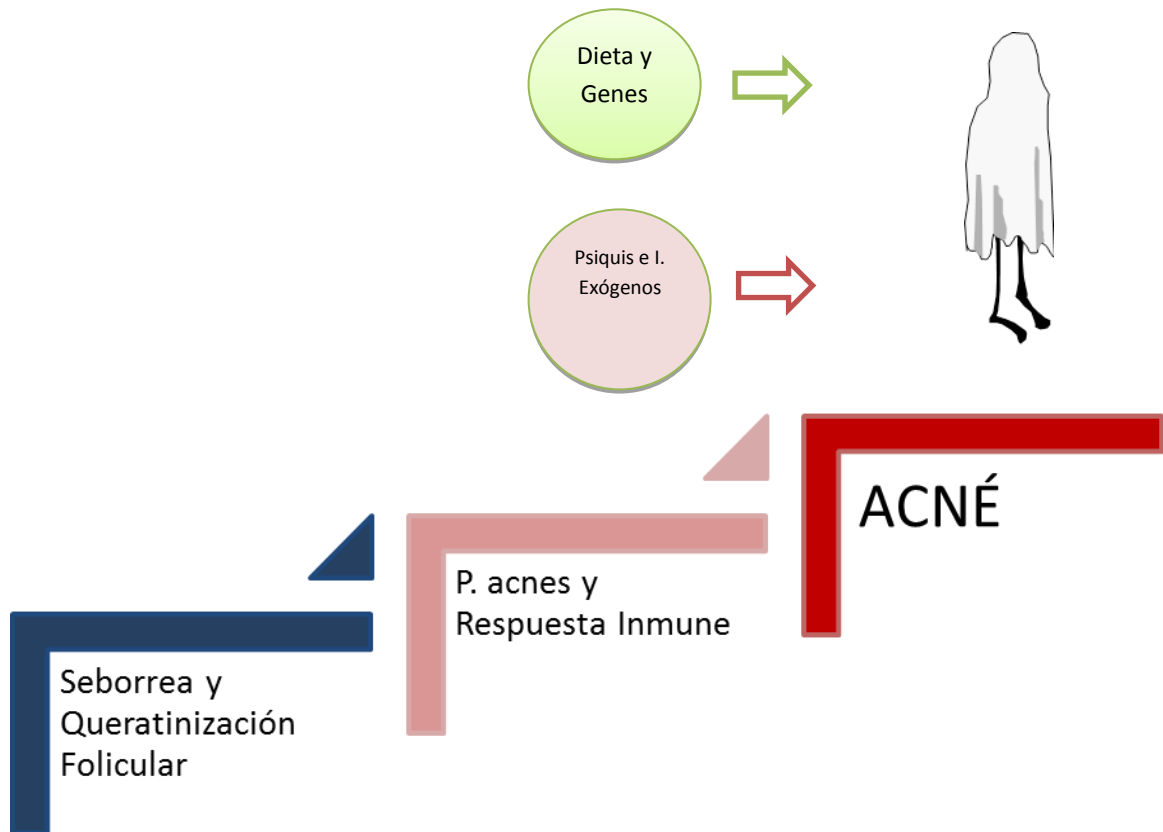 Dieta y
Genes
Psiquis e I.
Exógenos
ACNÉ
P. acnes y
Respuesta Inmune
Seborrea y
Queratinización
Folicular